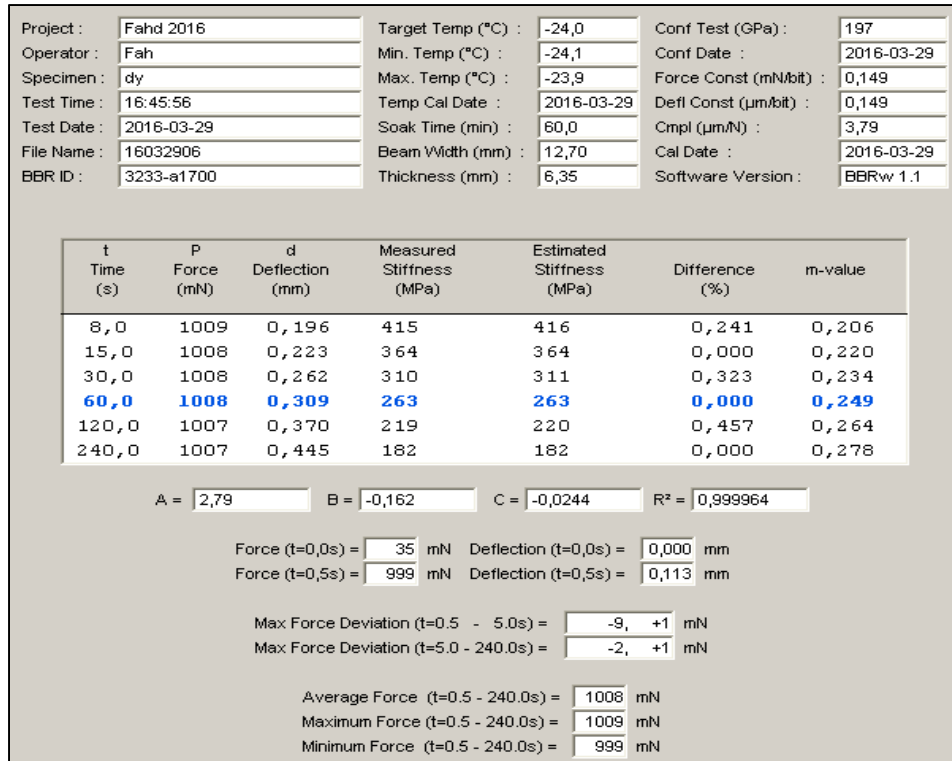 Project : Fahd 2016 Target Temp (°C) : -24,0 Conf Test (GPa) : 197
Operator : Fah Min. Temp (°C) : -24,1 Conf Date : 2016-03-29
Specimen : dy Max. Temp (°C) : -23,9 Force Const (mN/bit) : 0,149
Test Time : 16:45:56 Temp Cal Date : 2016-03-29 Defl Const (µm/bit) : 0,149
Test Date : 2016-03-29 Soak Time (min) : 60,0 Cmpl (µm/N) : 3,79
File Name : 16032906 Beam Width (mm) : 12,70 Cal Date : 2016-03-29
BBR ID : 3233-a1700 Thickness (mm) : 6,35 Software Version : BBRw 1.1
t P d Measured Estimated
Time Force Deflection Stiffness Stiffness Difference m-value
(s) (mN) (mm) (MPa) (MPa) (%)
8,0 1009 0,196 415 416 0,241 0,206
15,0 1008 0,223 364 364 0,000 0,220
30,0 1008 0,262 310 311 0,323 0,234
60,0 1008 0,309 263 263 0,000 0,249
120,0 1007 0,370 219 220 0,457 0,264
240,0 1007 0,445 182 182 0,000 0,278
A = 2,79 B = -0,162 C = -0,0244 R² = 0,999964
Force (t=0,0s) = 35 mN Deflection (t=0,0s) = 0,000 mm
Force (t=0,5s) = 999 mN Deflection (t=0,5s) = 0,113 mm
Max Force Deviation (t=0.5 - 5.0s) = -9, +1 mN
Max Force Deviation (t=5.0 - 240.0s) = -2, +1 mN
Average Force (t=0.5 - 240.0s) = 1008 mN
Maximum Force (t=0.5 - 240.0s) = 1009 mN
Minimum Force (t=0.5 - 240.0s) = 999 mN